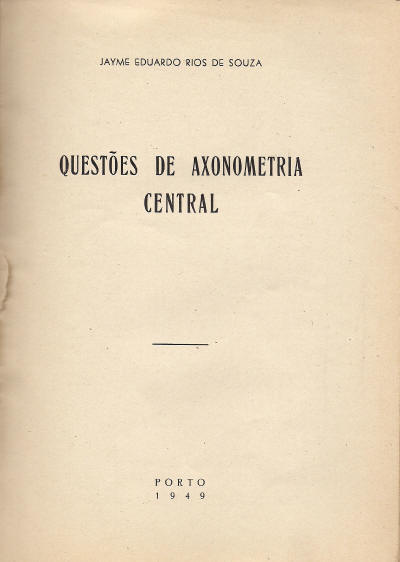 JAYME EDUARDO RIOS DE SOUZA
QUESTÕES DE AXONOMETRIA
CENTRAL
PORTO
1949